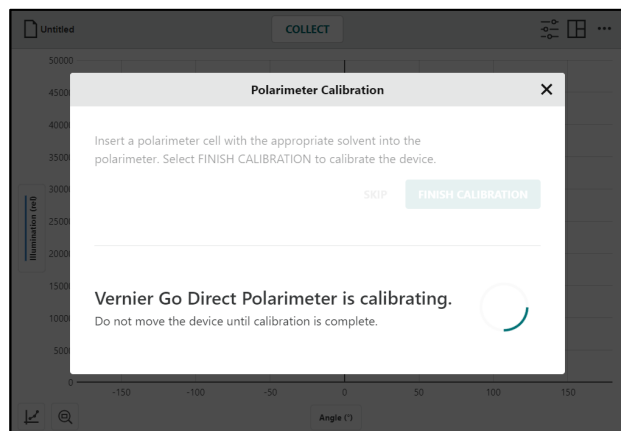 Untitled
COLLECT
50000
Polarimeter Calibration
4500
4000
Insert a polarimeter cell with the appropriate solvent into the
polarimeter. Select FINISH CALIBRATION to calibrate the device.
3500
3000
SKIP
FINISH CALIBRATION
Illumination (rel)
2500
2000
1500
Vernier Go Direct Polarimeter is calibrating.
Do not move the device until calibration is complete.
1000
500
0
-150
-100
-50
0
50
100
150
Angle (°)